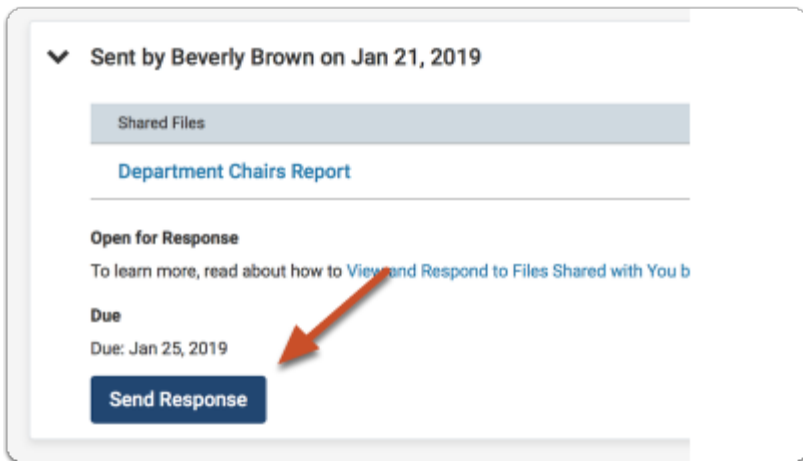 Sent by Beverly Brown on Jan 21, 2019
Shared Files
Department Chairs Report
Open for Response
To learn more, read about how to View and Respond to Files Shared with You b
Due
Due: Jan 25, 2019
Send Response